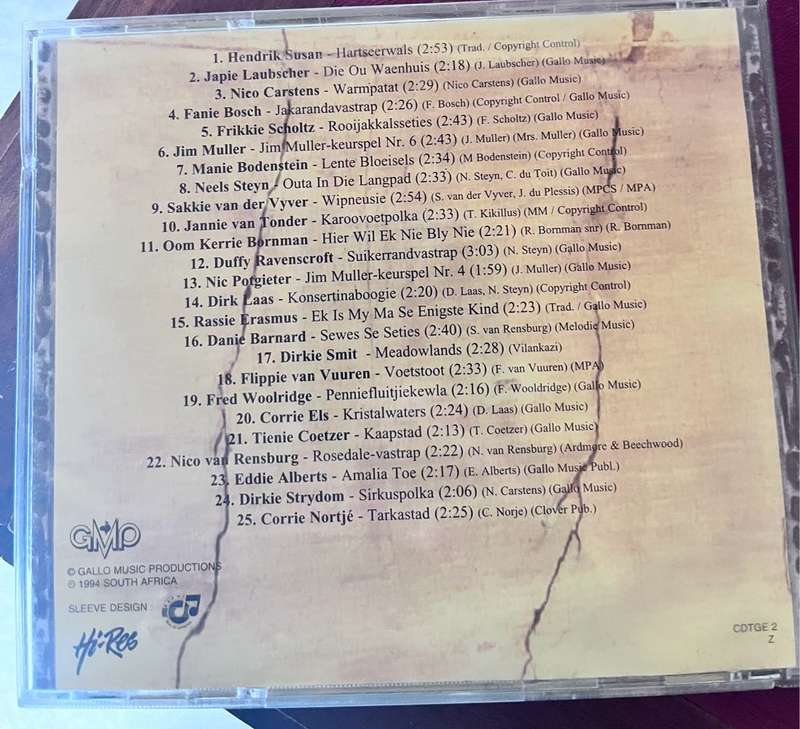 1. Hendrik Susan - Hartseerwals (2:53) (Trad. / Copyright Control)
2. Japie Laubscher - Die Ou Waenhuis (2:18) (J. Laubscher) (Gallo Music)
3. Nico Carstens - Warmpatat (2:29) (Nico Carstens) (Gallo Music)
4. Fanie Bosch - Jakarandavastrap (2:26) (F. Bosch) (Copyright Control / Gallo Music)
5. Frikkie Scholtz - Rooijakkalsseties (2:43) (F. Scholtz) (Gallo Music)
6. Jim Muller - Jim Muller-keurspel Nr. 6 (2:43) (J. Muller) (Mrs. Muller) (Gallo Music)
7. Manie Bodenstein - Lente Bloeisels (2:34) (M Bodenstein) (Copyright Control)
8. Neels Steyn - Outa In Die Langpad (2:33) (N. Steyn, C. du Toit) (Gallo Music)
9. Sakkie van der Vyver - Wipneusie (2:54) (S. van der Vyver, J. du Plessis) (MPCS / MPA)
10. Jannie van Tonder - Karoovoetpolka (2:33) (T. Kikillus) (MM / Copyright Control)
11. Oom Kerrie Bornman - Hier Wil Ek Nie Bly Nie (2:21) (R. Bornman snr) (R. Bornman)
12. Duffy Ravenscroft - Suikerrandvastrap (3:03) (N. Steyn) (Gallo Music)
13. Nic Potgieter - Jim Muller-keurspel Nr. 4 (1:59) (J. Muller) (Gallo Music)
14. Dirk Laas - Konsertinaboogie (2:20) (D. Laas, N. Steyn) (Copyright Control)
15. Rassie Erasmus - Ek Is My Ma Se Enigste Kind (2:23) (Trad. / Gallo Music)
16. Danie Barnard - Sewes Se Seties (2:40) (S. van Rensburg) (Melodie Music)
17. Dirkie Smit - Meadowlands (2:28) (Vilankazi)
18. Flippie van Vuuren - Voetstoot (2:33) (F. van Vuuren) (MPA)
19. Fred Woolridge - Penniefluitjiekewla (2:16) (F. Wooldridge) (Gallo Music)
20. Corrie Els - Kristalwaters (2:24) (D. Laas) (Gallo Music)
21. Tienie Coetzer - Kaapstad (2:13) (T. Coetzer) (Gallo Music)
22. Nico van Rensburg - Rosedale-vastrap (2:22) (N. van Rensburg) (Ardmore & Beechwood)
23. Eddie Alberts - Amalia Toe (2:17) (E. Alberts) (Gallo Music Publ.)
24. Dirkie Strydom - Sirkuspolka (2:06) (N. Carstens) (Gallo Music)
25. Corrie Nortjé - Tarkastad (2:25) (C. Norje) (Clover Pub.)
GMP
© GALLO MUSIC PRODUCTIONS
℗ 1994 SOUTH AFRICA
SLEEVE DESIGN :
Hi-Res
CDTGE 2
Z